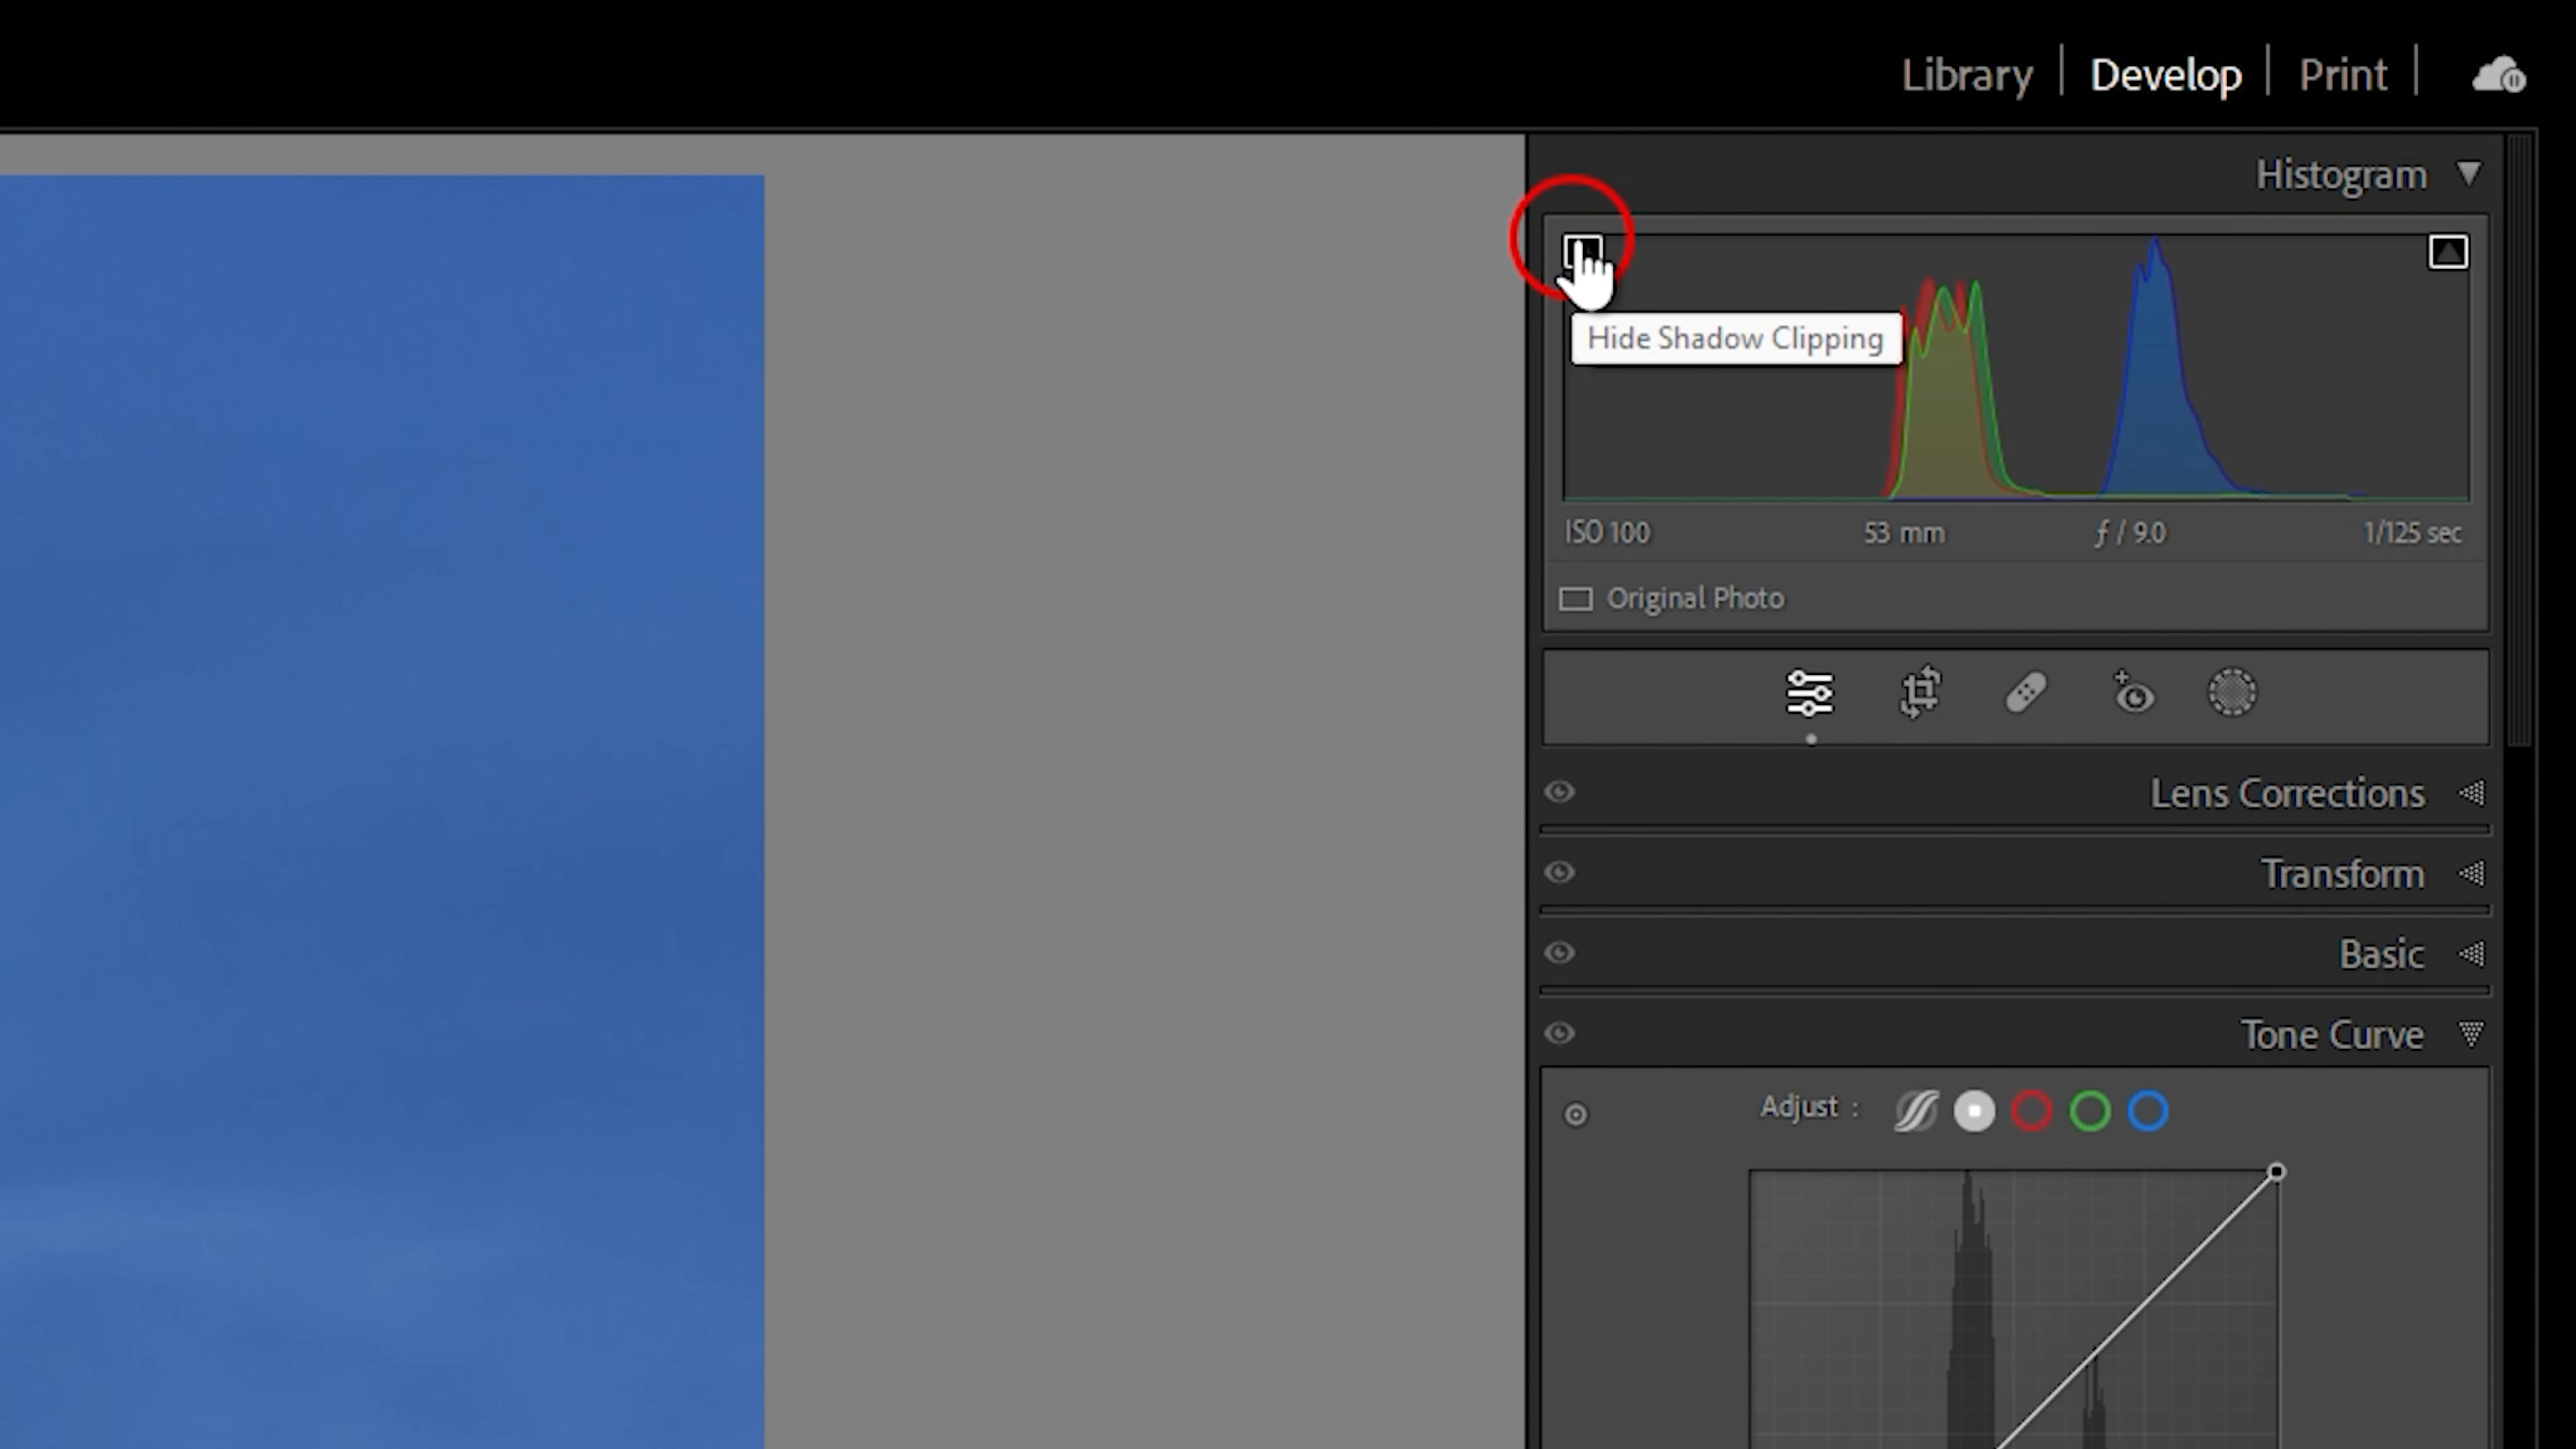 Library | Develop | Print |
Histogram
Hide Shadow Clipping
ISO 100 53 mm ƒ / 9.0 1/125 sec
Original Photo
Lens Corrections
Transform
Basic
Tone Curve
Adjust :